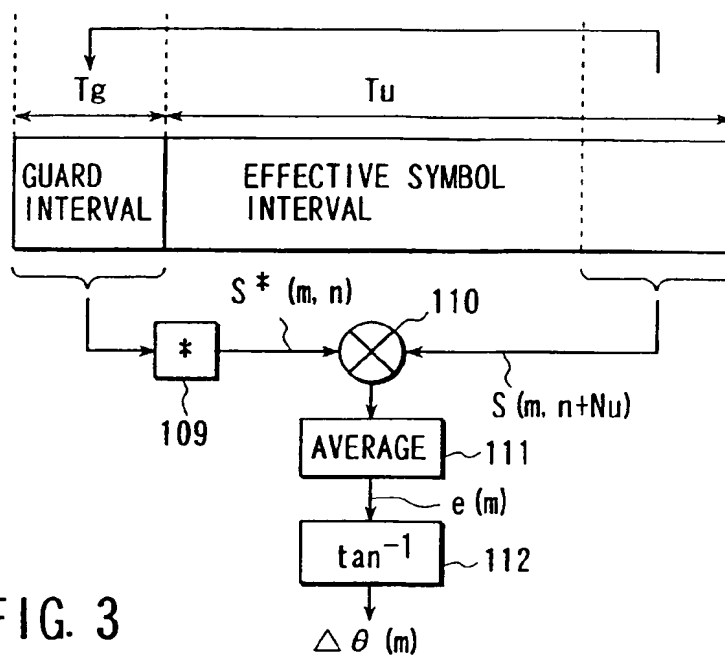 Tg
Tu
GUARD
INTERVAL
EFFECTIVE SYMBOL
INTERVAL
S* (m, n)
110
*
109
S (m, n+Nu)
AVERAGE
111
e (m)
tan⁻¹
112
FIG. 3
△θ (m)